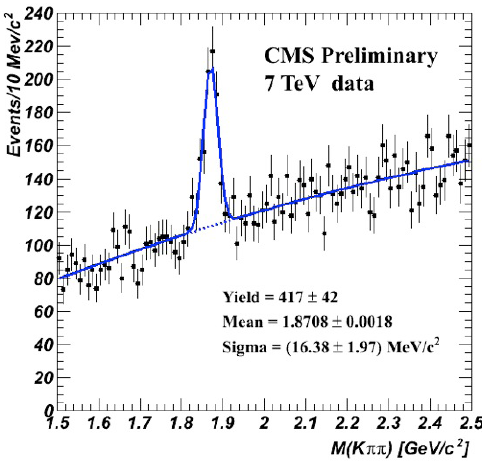 Events/10 Mev/c²
240
220
200
180
160
140
120
100
80
60
40
20
0
CMS Preliminary
7 TeV data
Yield = 417 ± 42
Mean = 1.8708 ± 0.0018
Sigma = (16.38 ± 1.97) MeV/c²
1.5 1.6 1.7 1.8 1.9 2 2.1 2.2 2.3 2.4 2.5
M(Kππ) [GeV/c²]